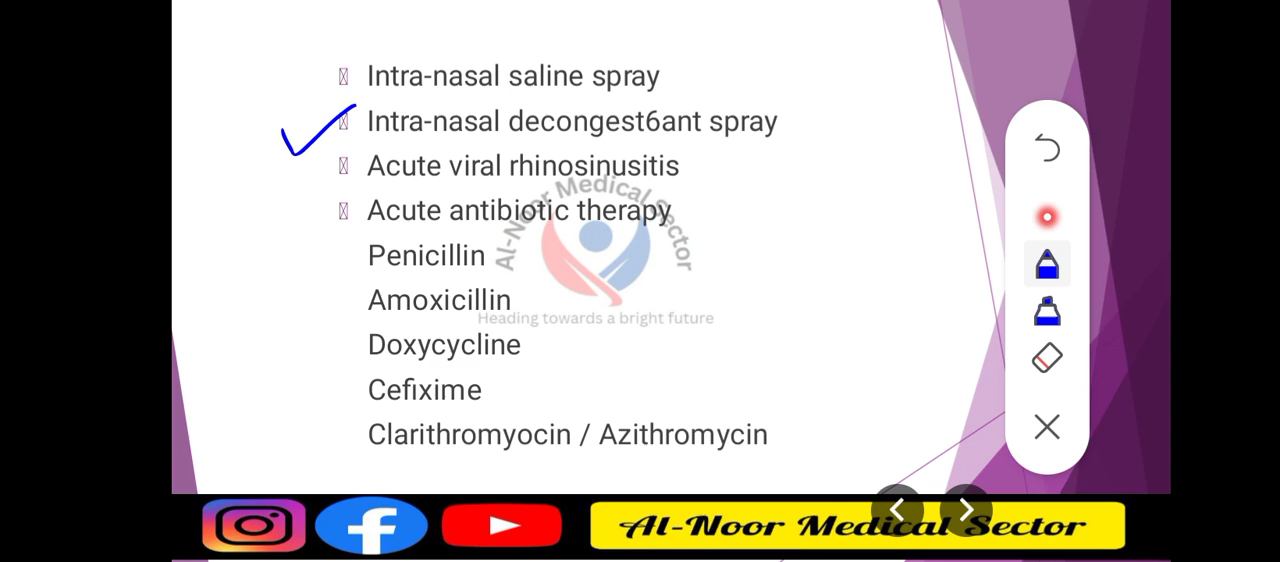 Intra-nasal saline spray
Intra-nasal decongest6ant spray
Acute viral rhinosinusitis
Acute antibiotic therapy
Penicillin
Amoxicillin
Doxycycline
Cefixime
Clarithromyocin / Azithromycin
Al-Noor Medical Sector
Heading towards a bright future
Al-Noor Medical Sector